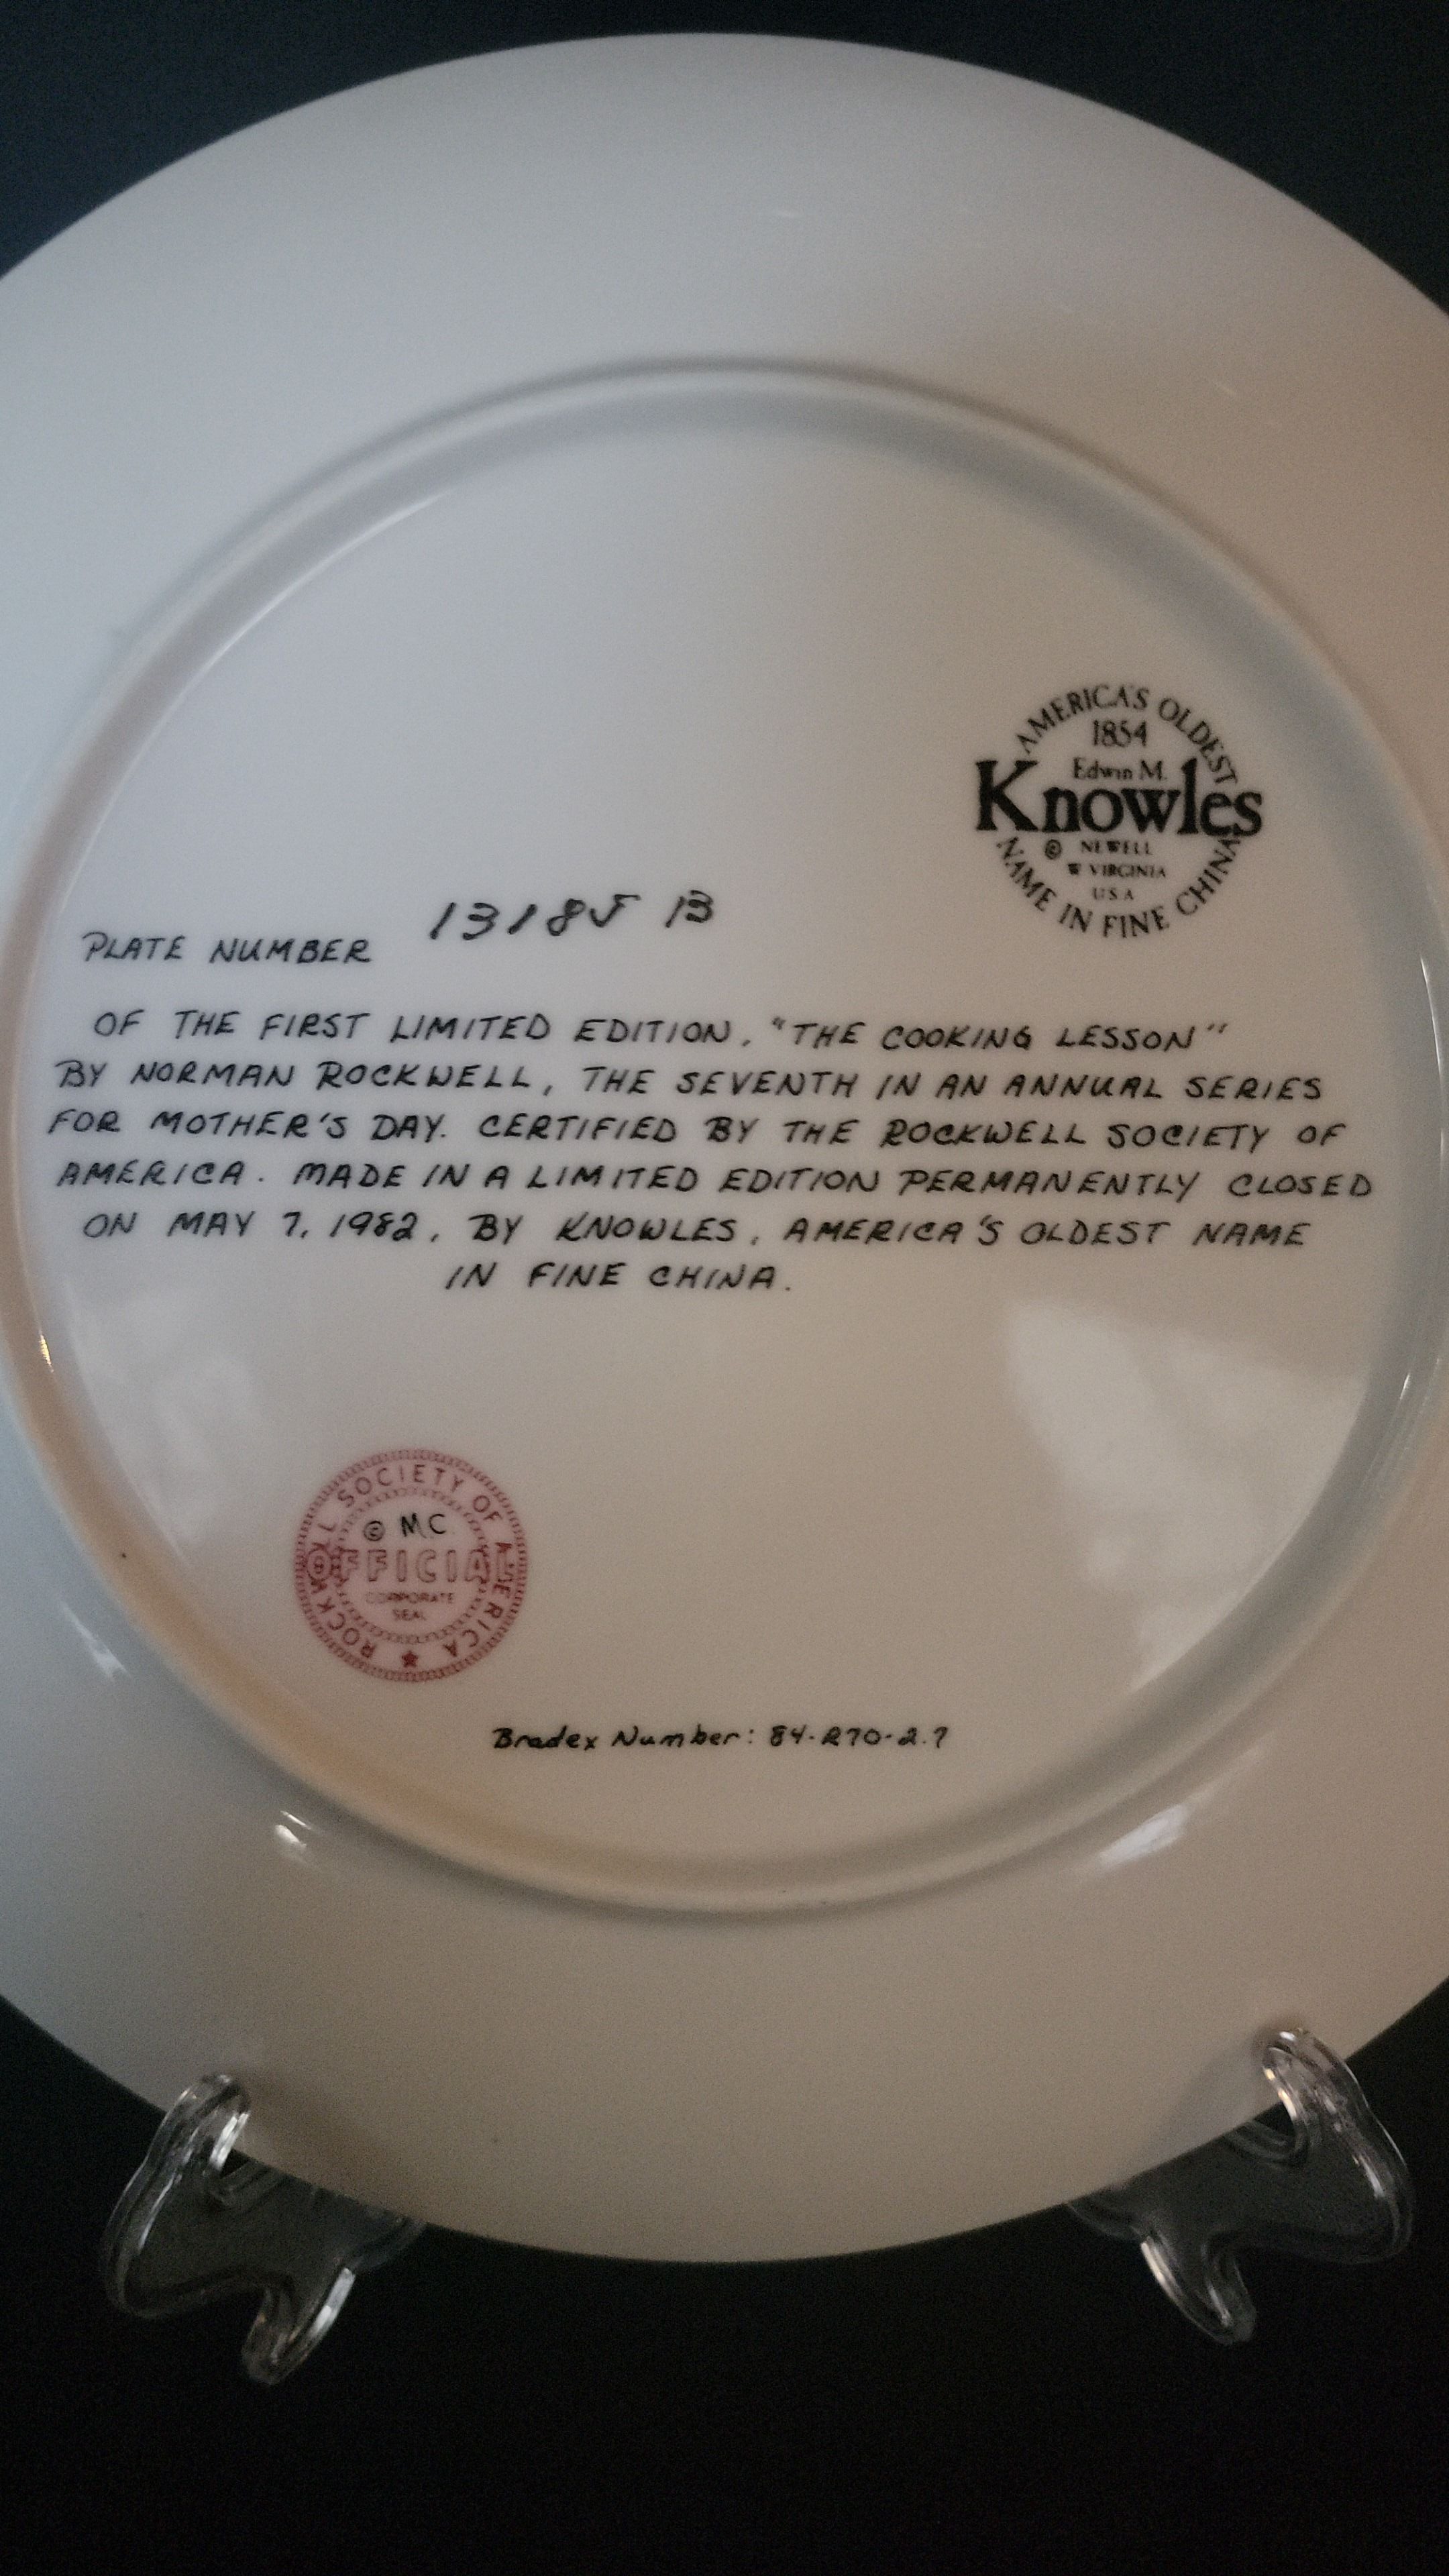 AMERICA'S OLDEST
1854
Edwin M.
Knowles
© NEWELL
W VIRGINIA
U.S.A
NAME IN FINE CHINA
PLATE NUMBER 1318J B
OF THE FIRST LIMITED EDITION, "THE COOKING LESSON"
BY NORMAN ROCKWELL, THE SEVENTH IN AN ANNUAL SERIES
FOR MOTHER'S DAY. CERTIFIED BY THE ROCKWELL SOCIETY OF
AMERICA. MADE IN A LIMITED EDITION PERMANENTLY CLOSED
ON MAY 7, 1982, BY KNOWLES, AMERICA'S OLDEST NAME
IN FINE CHINA.
ROCKWELL SOCIETY OF AMERICA
© MC
OFFICIAL
CORPORATE
SEAL
Bradex Number: 84-R70-2.7